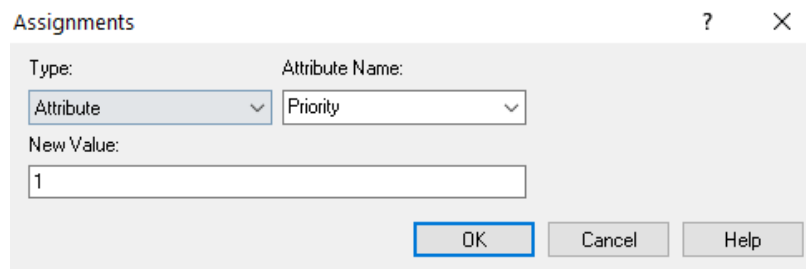 Assignments ? ×
Type: Attribute Name:
Attribute Priority
New Value:
1
OK Cancel Help